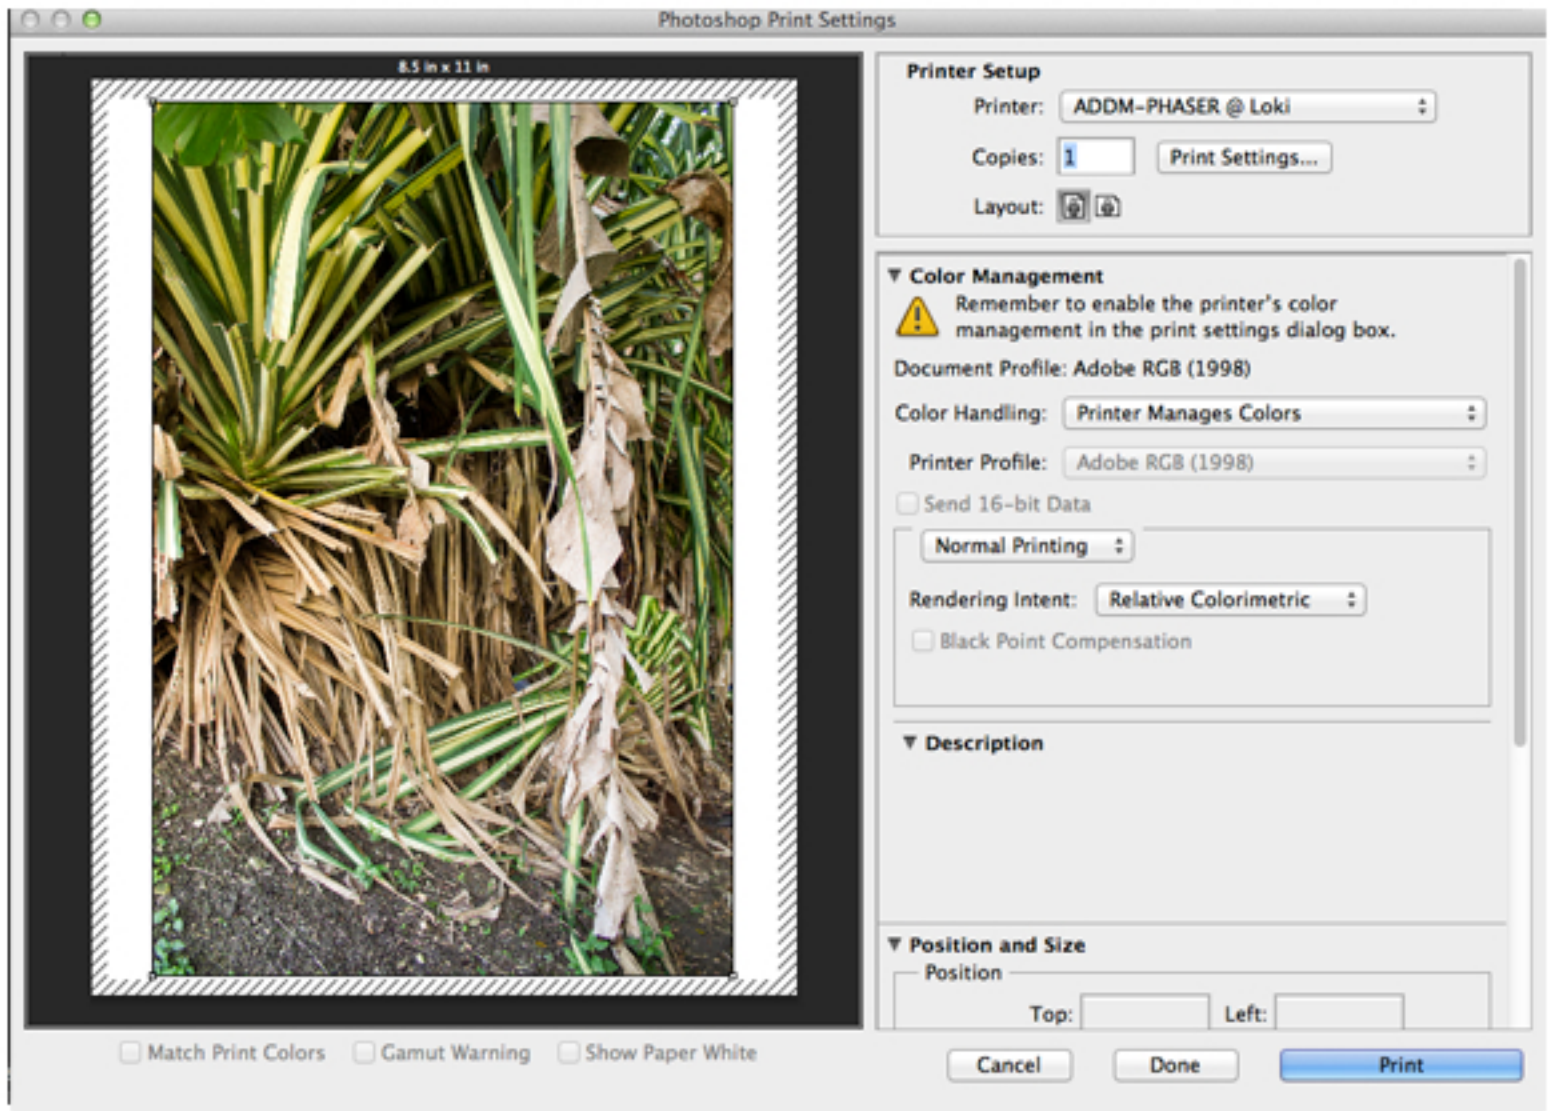 Photoshop Print Settings
8.5 in x 11 in
Printer Setup
Printer: ADDM-PHASER @ Loki
Copies: 1 Print Settings...
Layout:
Color Management
Remember to enable the printer's color
management in the print settings dialog box.
Document Profile: Adobe RGB (1998)
Color Handling: Printer Manages Colors
Printer Profile: Adobe RGB (1998)
Send 16-bit Data
Normal Printing
Rendering Intent: Relative Colorimetric
Black Point Compensation
Description
Position and Size
Position
Top: Left:
Match Print Colors Gamut Warning Show Paper White
Cancel Done Print